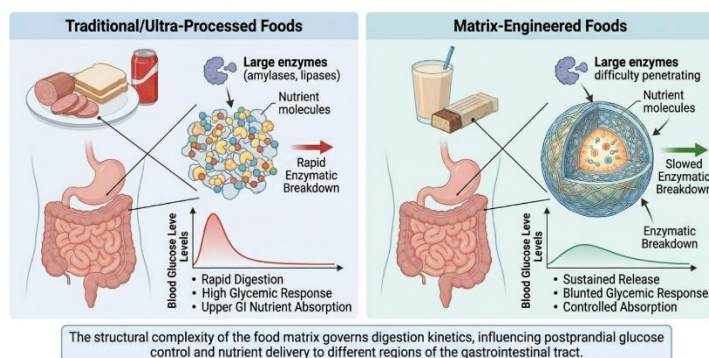 Traditional/Ultra-Processed Foods
Large enzymes
(amylases, lipases)
Nutrient
molecules
Rapid
Enzymatic
Breakdown
Blood Glucose Leve
Levels
• Rapid Digestion
• High Glycemic Response
• Upper GI Nutrient Absorption
Matrix-Engineered Foods
Large enzymes
difficulty penetrating
Nutrient
molecules
Slowed
Enzymatic
Breakdown
Enzymatic
Breakdown
Blood Glucose Level
Levels
• Sustained Release
• Blunted Glycemic Response
• Controlled Absorption
The structural complexity of the food matrix governs digestion kinetics, influencing postprandial glucose
control and nutrient delivery to different regions of the gastrointestinal tract.